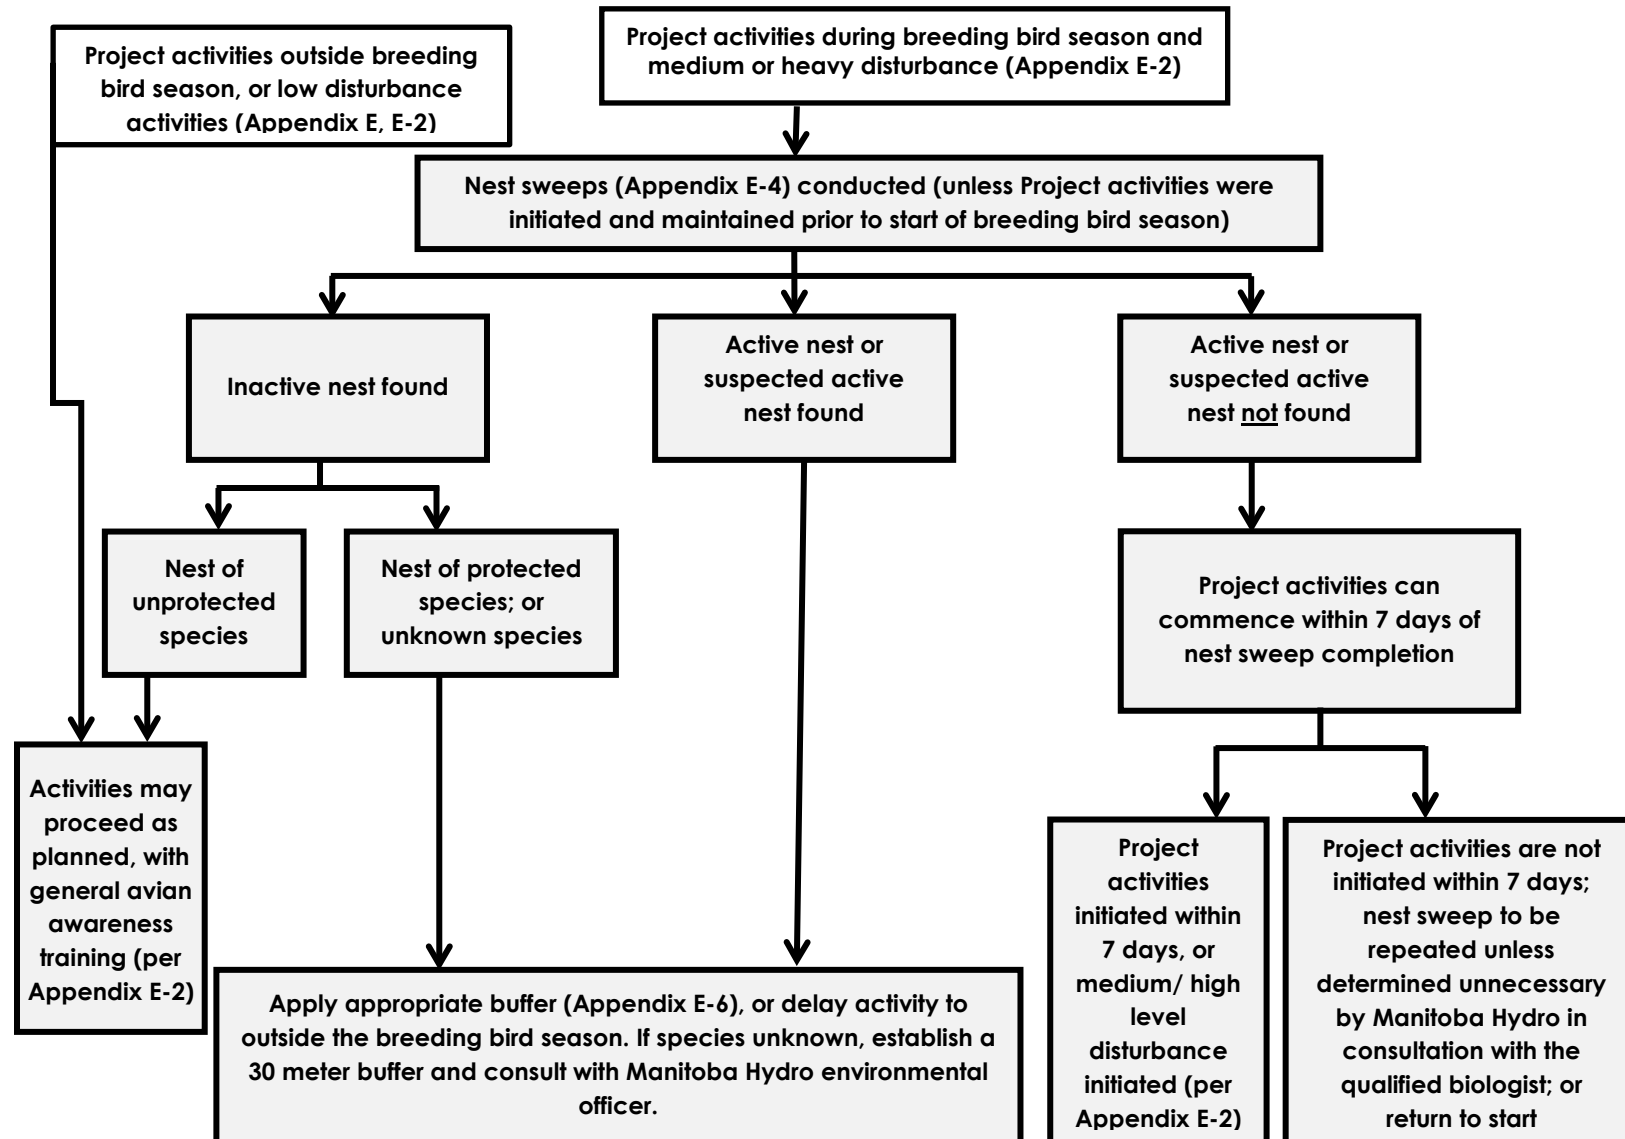 Project activities outside breeding
bird season, or low disturbance
activities (Appendix E, E-2)
Project activities during breeding bird season and
medium or heavy disturbance (Appendix E-2)
Nest sweeps (Appendix E-4) conducted (unless Project activities were
initiated and maintained prior to start of breeding bird season)
Inactive nest found
Active nest or
suspected active
nest found
Active nest or
suspected active
nest not found
Nest of
unprotected
species
Nest of protected
species; or
unknown species
Project activities can
commence within 7 days of
nest sweep completion
Activities may
proceed as
planned, with
general avian
awareness
training (per
Appendix E-2)
Apply appropriate buffer (Appendix E-6), or delay activity to
outside the breeding bird season. If species unknown, establish a
30 meter buffer and consult with Manitoba Hydro environmental
officer.
Project
activities
initiated within
7 days, or
medium/ high
level
disturbance
initiated (per
Appendix E-2)
Project activities are not
initiated within 7 days;
nest sweep to be
repeated unless
determined unnecessary
by Manitoba Hydro in
consultation with the
qualified biologist; or
return to start